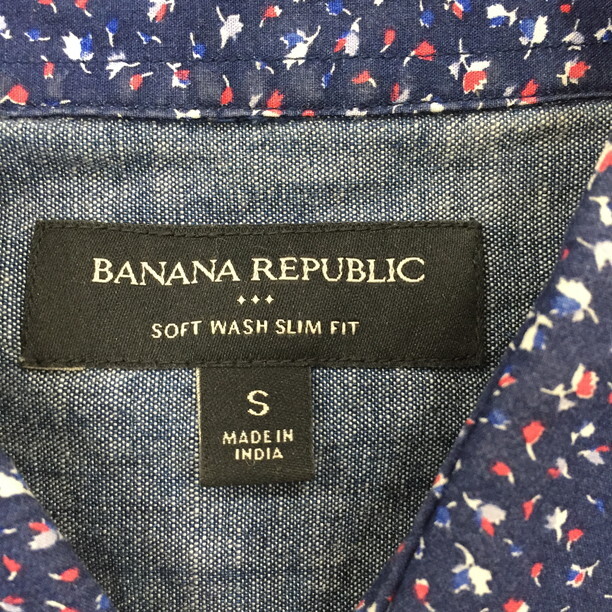 BANANA REPUBLIC
SOFT WASH SLIM FIT
S
MADE IN
INDIA